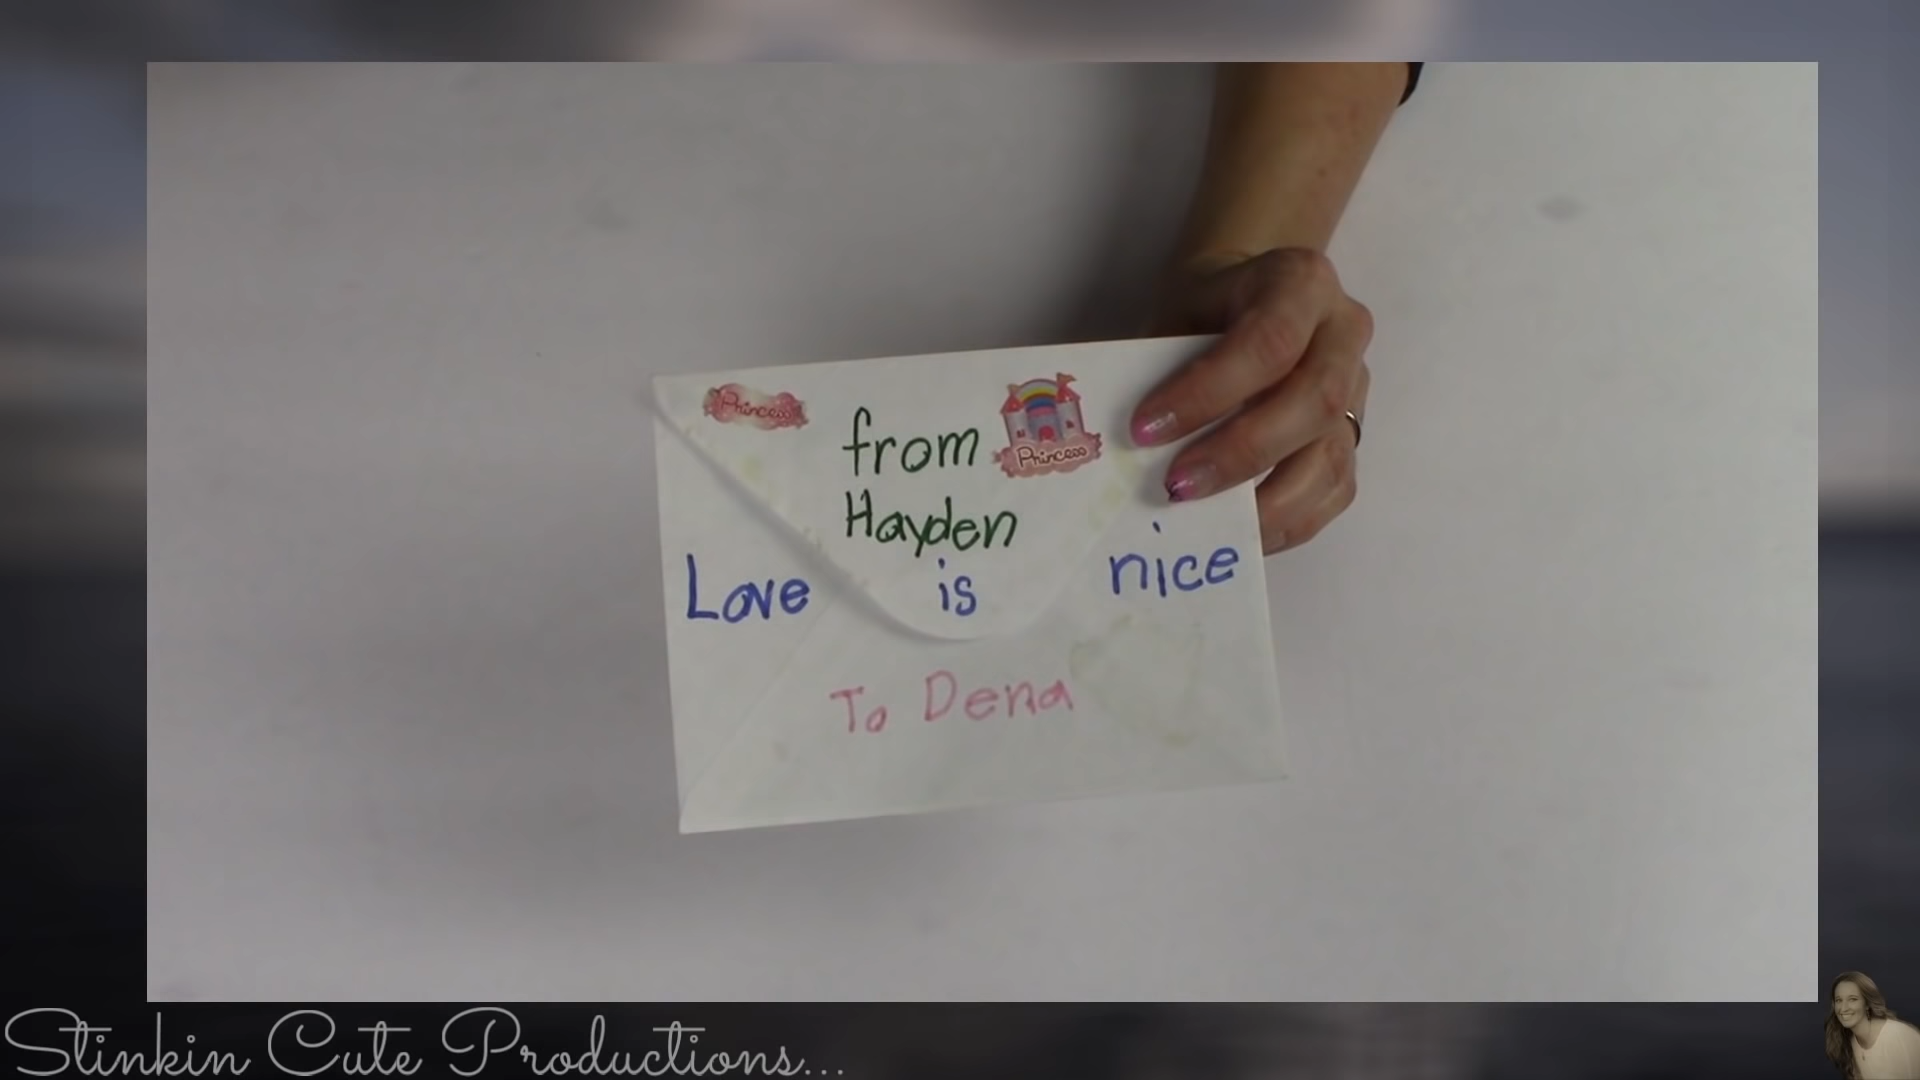 Princess
from
Princess
Hayden
Love is nice
To Dena
Stinkin Cute Productions...